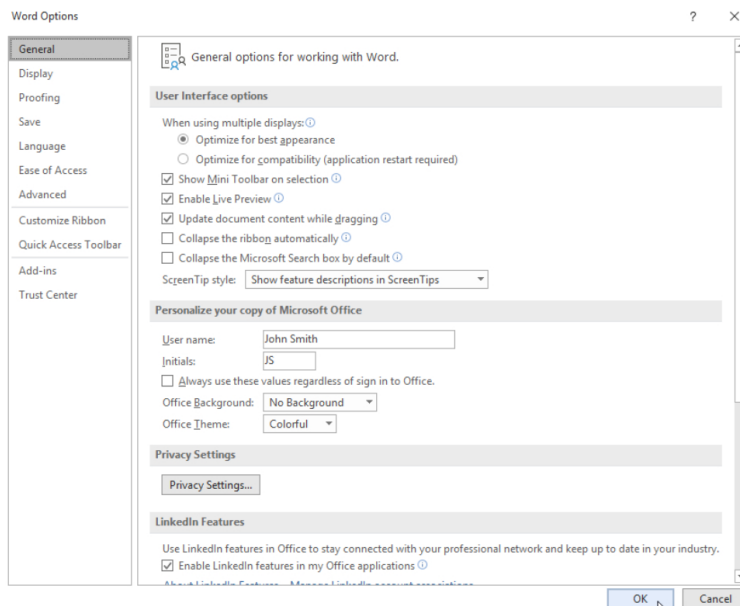 Word Options
?
General
Display
Proofing
Save
Language
Ease of Access
Advanced
Customize Ribbon
Quick Access Toolbar
Add-ins
Trust Center
General options for working with Word.
User Interface options
When using multiple displays:
Optimize for best appearance
Optimize for compatibility (application restart required)
Show Mini Toolbar on selection
Enable Live Preview
Update document content while dragging
Collapse the ribbon automatically
Collapse the Microsoft Search box by default
ScreenTip style: Show feature descriptions in ScreenTips
Personalize your copy of Microsoft Office
User name: John Smith
Initials: JS
Always use these values regardless of sign in to Office.
Office Background: No Background
Office Theme: Colorful
Privacy Settings
Privacy Settings...
LinkedIn Features
Use LinkedIn features in Office to stay connected with your professional network and keep up to date in your industry.
Enable LinkedIn features in my Office applications
About LinkedIn Features Manage LinkedIn account associations
OK Cancel